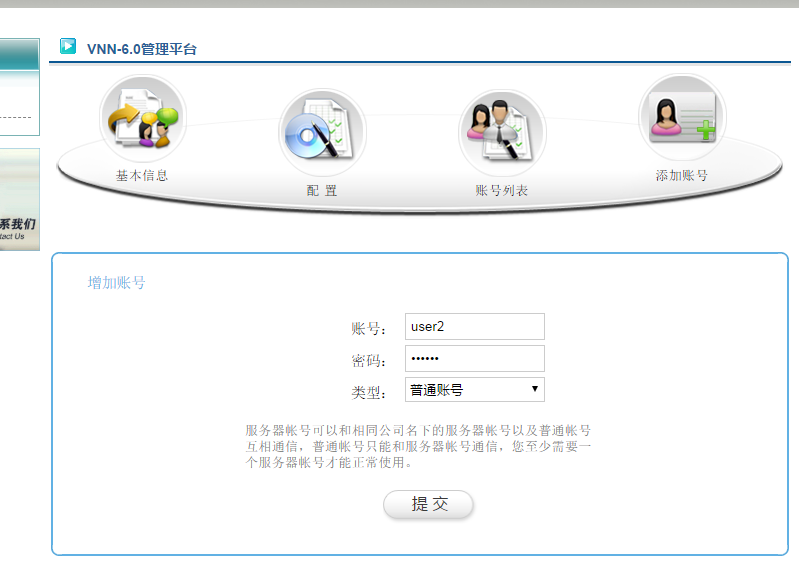 VNN-6.0管理平台
基本信息
配 置
账号列表
添加账号
系我们
tact Us
增加账号
账号： user2
密码： ••••••
类型： 普通账号
服务器帐号可以和相同公司名下的服务器帐号以及普通帐号
互相通信，普通帐号只能和服务器帐号通信，您至少需要一
个服务器帐号才能正常使用。
提 交